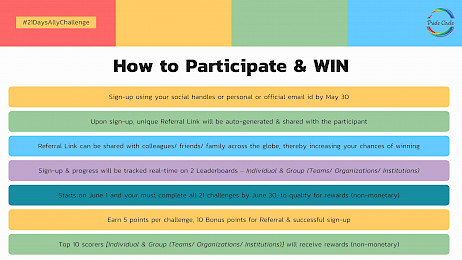 #21DaysAllyChallenge
Pride Circle
How to Participate & WIN
Sign-up using your social handles or personal or official email id by May 30
Upon sign-up, unique Referral Link will be auto-generated & shared with the participant
Referral Link can be shared with colleagues/ friends/ family across the globe, thereby increasing your chances of winning
Sign-up & progress will be tracked real-time on 2 Leaderboards – Individual & Group (Teams/ Organizations/ Institutions)
Starts on June 1 and your must complete all 21 challenges by June 30, to qualify for rewards (non-monetary)
Earn 5 points per challenge, 10 Bonus points for Referral & successful sign-up
Top 10 scorers [Individual & Group (Teams/ Organizations/ Institutions)] will receive rewards (non-monetary)